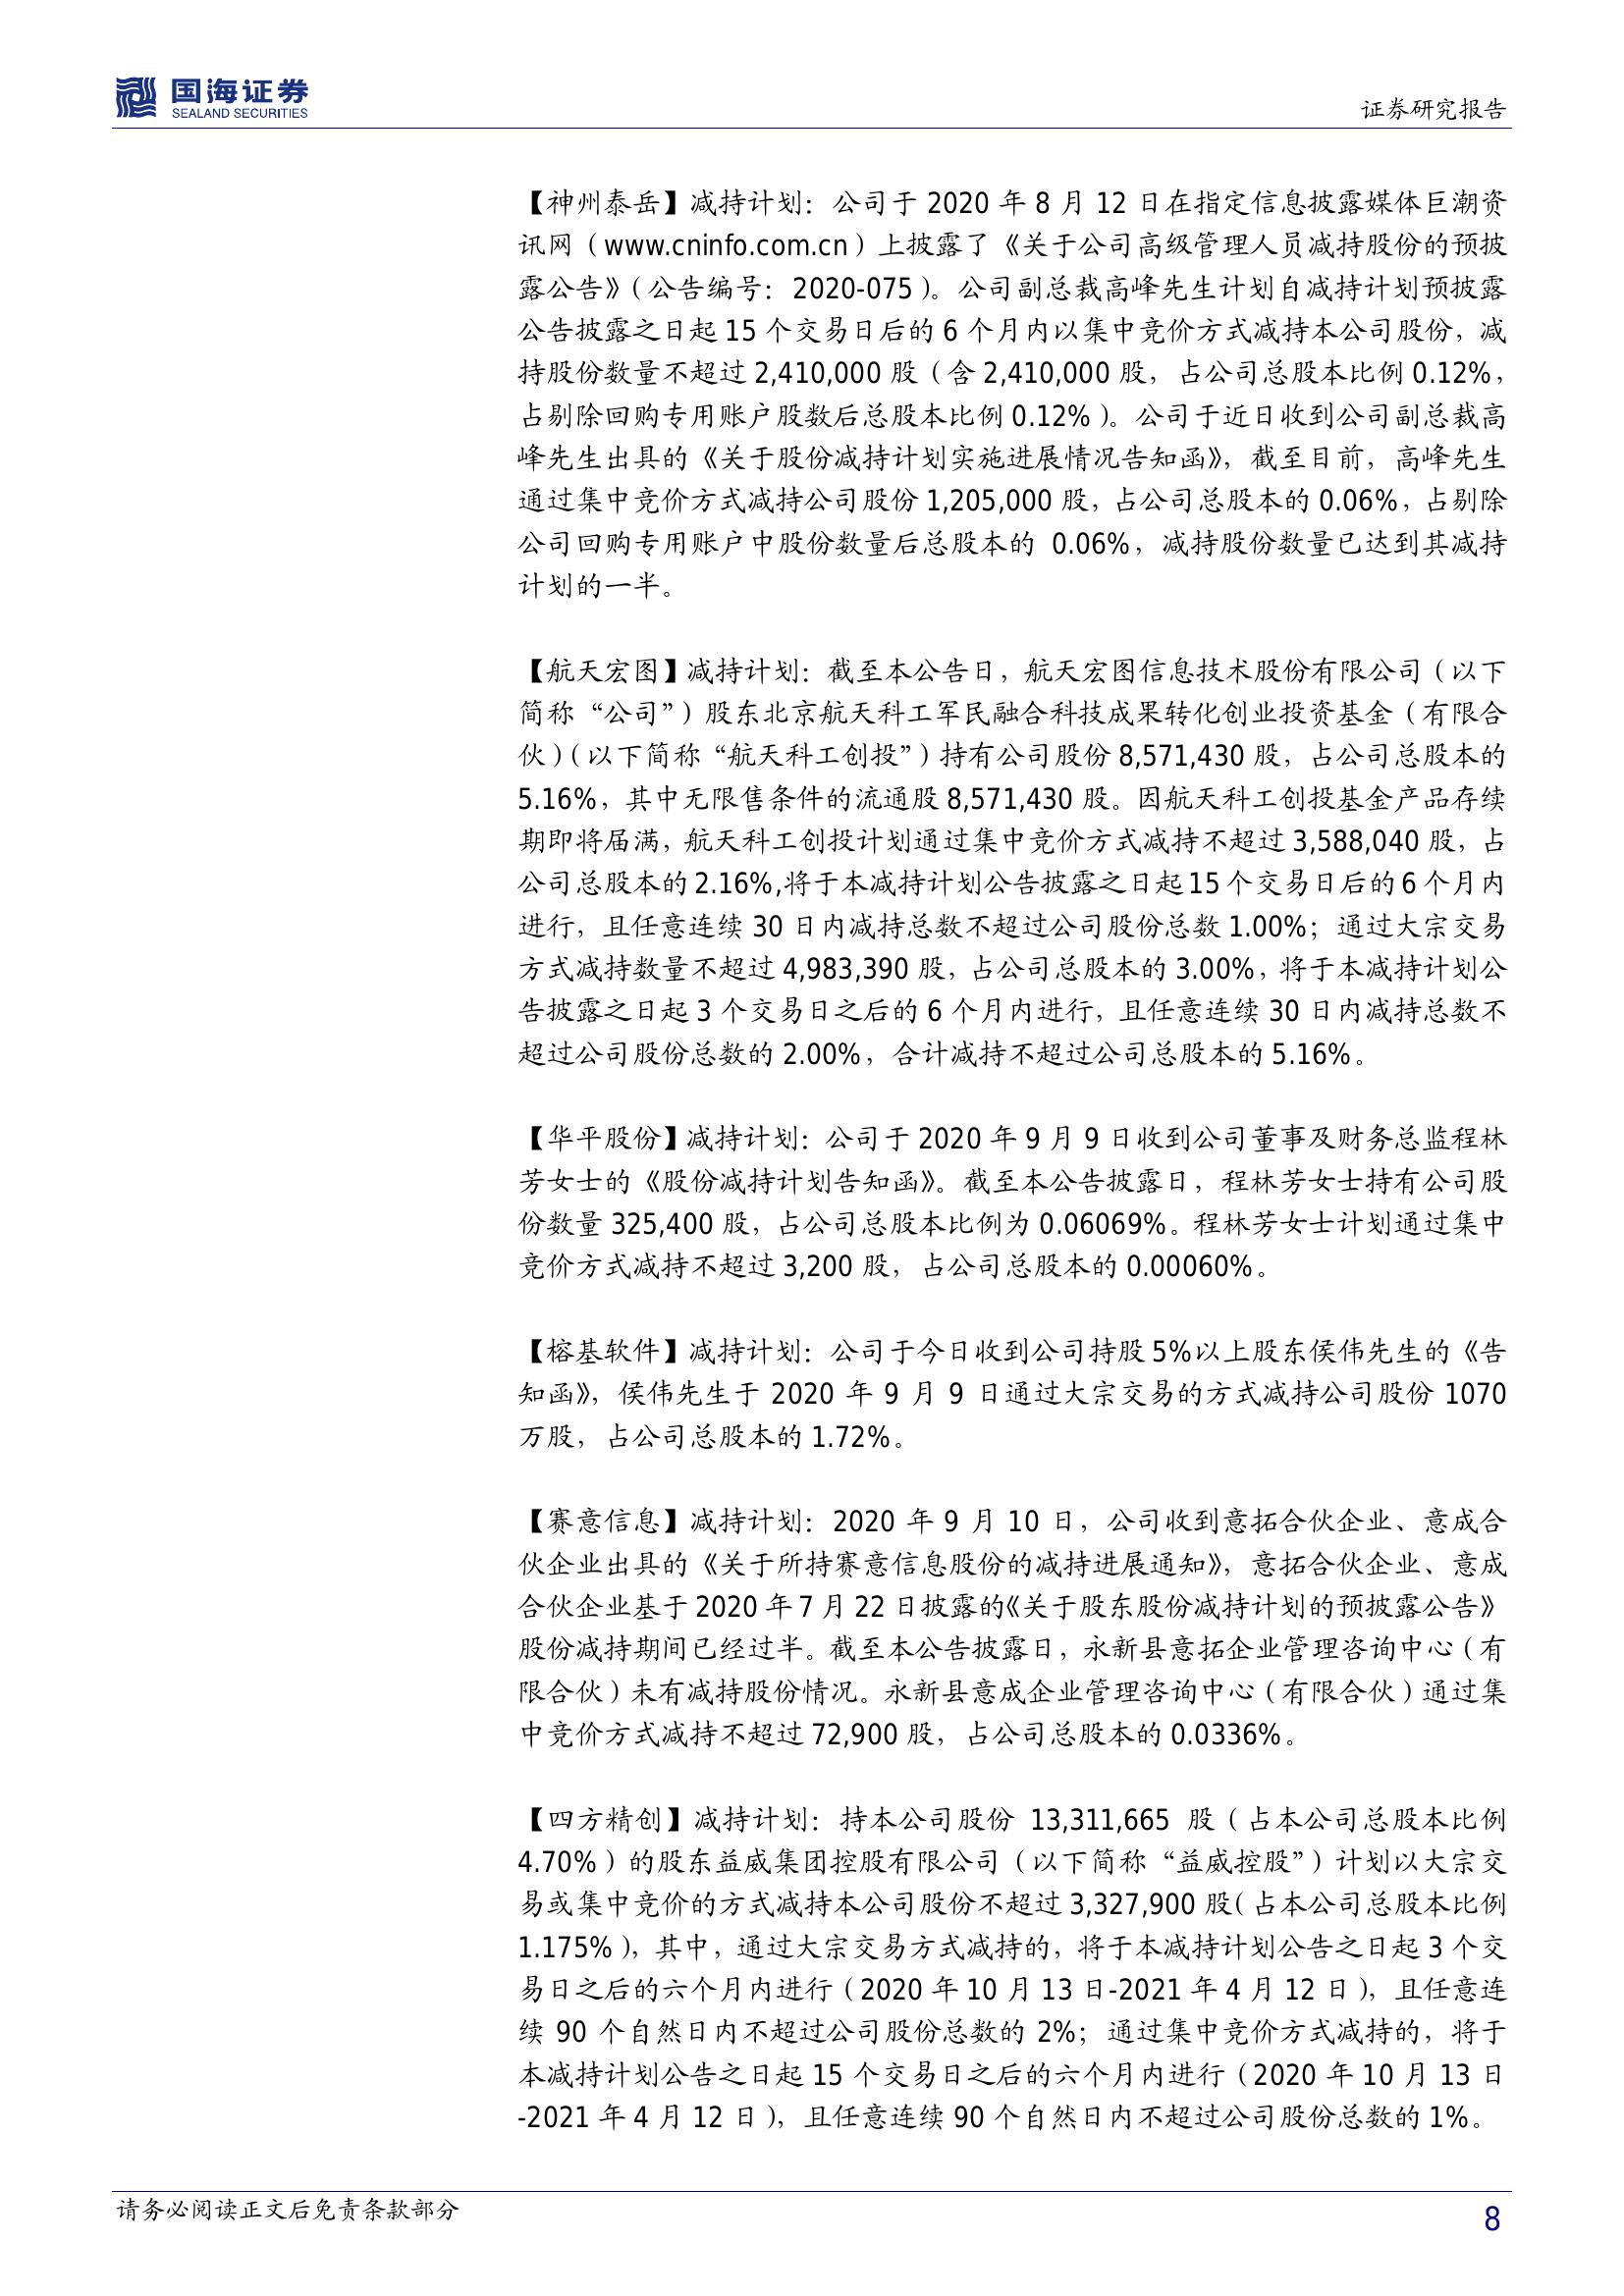 国海证券
SEALAND SECURITIES
证券研究报告
【神州泰岳】减持计划：公司于 2020 年 8 月 12 日在指定信息披露媒体巨潮资
讯网（www.cninfo.com.cn）上披露了《关于公司高级管理人员减持股份的预披
露公告》（公告编号：2020-075）。公司副总裁高峰先生计划自减持计划预披露
公告披露之日起 15 个交易日后的 6 个月内以集中竞价方式减持本公司股份，减
持股份数量不超过 2,410,000 股（含 2,410,000 股，占公司总股本比例 0.12%，
占剔除回购专用账户股数后总股本比例 0.12%）。公司于近日收到公司副总裁高
峰先生出具的《关于股份减持计划实施进展情况告知函》，截至目前，高峰先生
通过集中竞价方式减持公司股份 1,205,000 股，占公司总股本的 0.06%，占剔除
公司回购专用账户中股份数量后总股本的 0.06%，减持股份数量已达到其减持
计划的一半。
【航天宏图】减持计划：截至本公告日，航天宏图信息技术股份有限公司（以下
简称“公司”）股东北京航天科工军民融合科技成果转化创业投资基金（有限合
伙）（以下简称“航天科工创投”）持有公司股份 8,571,430 股，占公司总股本的
5.16%，其中无限售条件的流通股 8,571,430 股。因航天科工创投基金产品存续
期即将届满，航天科工创投计划通过集中竞价方式减持不超过 3,588,040 股，占
公司总股本的 2.16%,将于本减持计划公告披露之日起 15 个交易日后的 6 个月内
进行，且任意连续 30 日内减持总数不超过公司股份总数 1.00%；通过大宗交易
方式减持数量不超过 4,983,390 股，占公司总股本的 3.00%，将于本减持计划公
告披露之日起 3 个交易日之后的 6 个月内进行，且任意连续 30 日内减持总数不
超过公司股份总数的 2.00%，合计减持不超过公司总股本的 5.16%。
【华平股份】减持计划：公司于 2020 年 9 月 9 日收到公司董事及财务总监程林
芳女士的《股份减持计划告知函》。截至本公告披露日，程林芳女士持有公司股
份数量 325,400 股，占公司总股本比例为 0.06069%。程林芳女士计划通过集中
竞价方式减持不超过 3,200 股，占公司总股本的 0.00060%。
【榕基软件】减持计划：公司于今日收到公司持股 5%以上股东侯伟先生的《告
知函》，侯伟先生于 2020 年 9 月 9 日通过大宗交易的方式减持公司股份 1070
万股，占公司总股本的 1.72%。
【赛意信息】减持计划：2020 年 9 月 10 日，公司收到意拓合伙企业、意成合
伙企业出具的《关于所持赛意信息股份的减持进展通知》，意拓合伙企业、意成
合伙企业基于 2020 年 7 月 22 日披露的《关于股东股份减持计划的预披露公告》
股份减持期间已经过半。截至本公告披露日，永新县意拓企业管理咨询中心（有
限合伙）未有减持股份情况。永新县意成企业管理咨询中心（有限合伙）通过集
中竞价方式减持不超过 72,900 股，占公司总股本的 0.0336%。
【四方精创】减持计划：持本公司股份 13,311,665 股（占本公司总股本比例
4.70%）的股东益威集团控股有限公司（以下简称“益威控股”）计划以大宗交
易或集中竞价的方式减持本公司股份不超过 3,327,900 股（占本公司总股本比例
1.175%），其中，通过大宗交易方式减持的，将于本减持计划公告之日起 3 个交
易日之后的六个月内进行（2020 年 10 月 13 日-2021 年 4 月 12 日），且任意连
续 90 个自然日内不超过公司股份总数的 2%；通过集中竞价方式减持的，将于
本减持计划公告之日起 15 个交易日之后的六个月内进行（2020 年 10 月 13 日
-2021 年 4 月 12 日），且任意连续 90 个自然日内不超过公司股份总数的 1%。
请务必阅读正文后免责条款部分
8